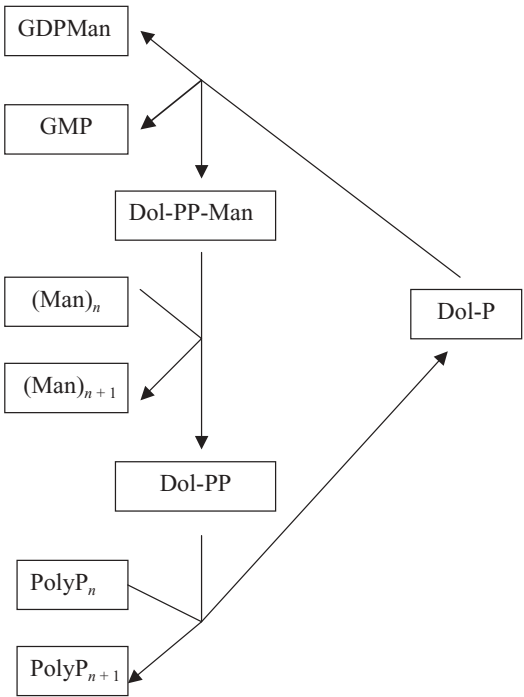 GDPMan
GMP
Dol-PP-Man
(Man)n
Dol-P
(Man)n + 1
Dol-PP
PolyPn
PolyPn + 1